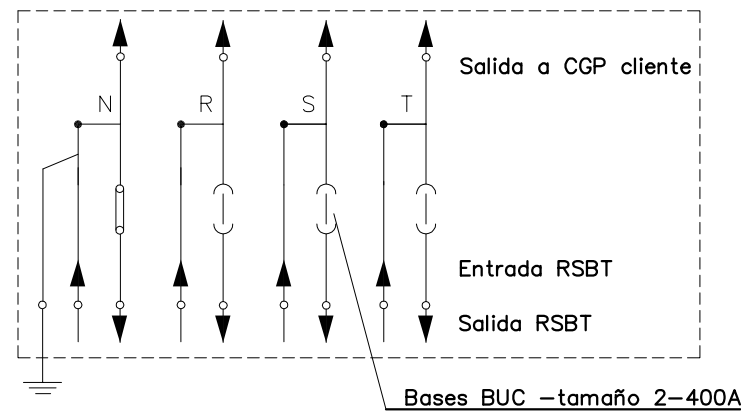 Salida a CGP cliente
N R S T
Entrada RSBT
Salida RSBT
Bases BUC -tamaño 2-400A